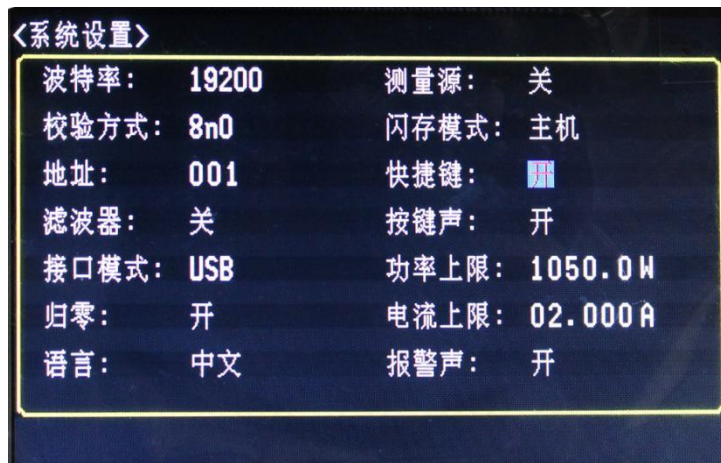 <系统设置>
波特率: 19200 测量源: 关
校验方式: 8n0 闪存模式: 主机
地址: 001 快捷键: 开
滤波器: 关 按键声: 开
接口模式: USB 功率上限: 1050.0W
归零: 开 电流上限: 02.000A
语言: 中文 报警声: 开